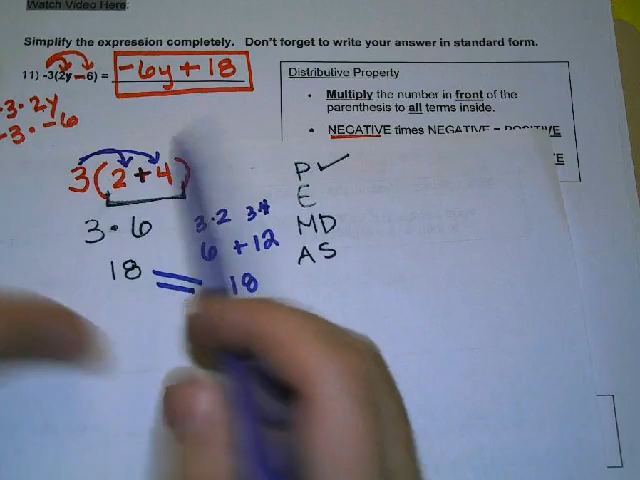 Watch Video Here:
Simplify the expression completely. Don't forget to write your answer in standard form.
11) -3(2y - 6) = -6y + 18
-3 · 2y
-3 · -6
Distributive Property
• Multiply the number in front of the
parenthesis to all terms inside.
• NEGATIVE times NEGATIVE = POSITIVE
3(2+4)
3 · 6
18
3·2 3·4
6 + 12
18
P ✓
E
MD
AS